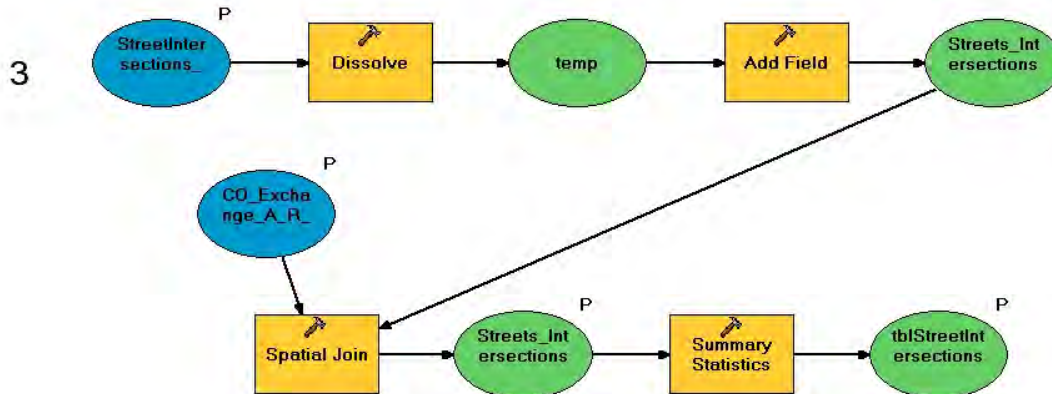 P
StreetInter
sections_
Dissolve
temp
Add Field
Streets_Int
ersections
3
P
CO_Excha
nge_A_R_
Spatial Join
Streets_Int
ersections
P
Summary
Statistics
tblStreetInt
ersections
P